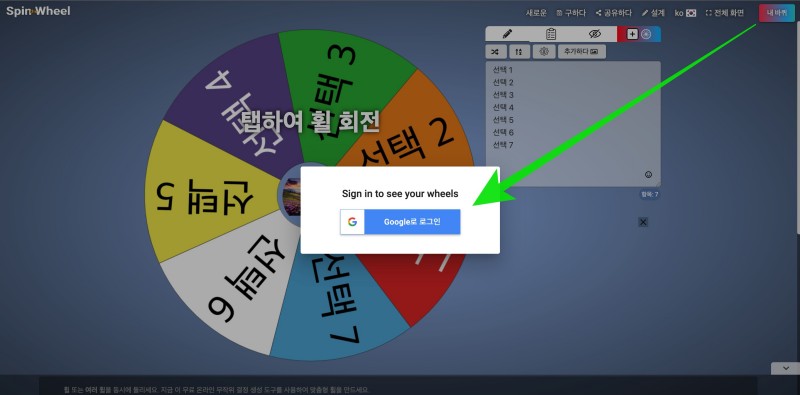 Spin Wheel
새로운 구하다 공유하다 설계 ko 전체 화면 내 바퀴
추가하다
선택 1
선택 2
선택 3
선택 4
선택 5
선택 6
선택 7
항목: 7
선택 3
선택 4
탭하여 휠 회전
선택 2
선택 5
Sign in to see your wheels
Google로 로그인
선택 6
선택 7
휠 또는 여러 휠을 동시에 돌리세요. 지금 이 무료 온라인 무작위 결정 생성 도구를 사용하여 맞춤형 휠을 만드세요.